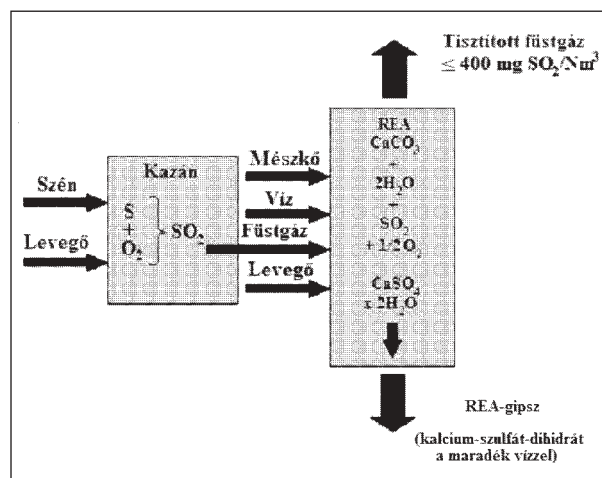 Tisztított füstgáz
≤ 400 mg SO₂/Nm³
Szén
Levegő
Kazán
S
+
O₂
SO₂
Mészkő
Víz
Füstgáz
Levegő
REA
CaCO₃
+
2H₂O
+
SO₂
+ 1/2O₂
CaSO₄
x 2H₂O
REA-gipsz
(kalcium-szulfát-dihidrát
a maradék vízzel)